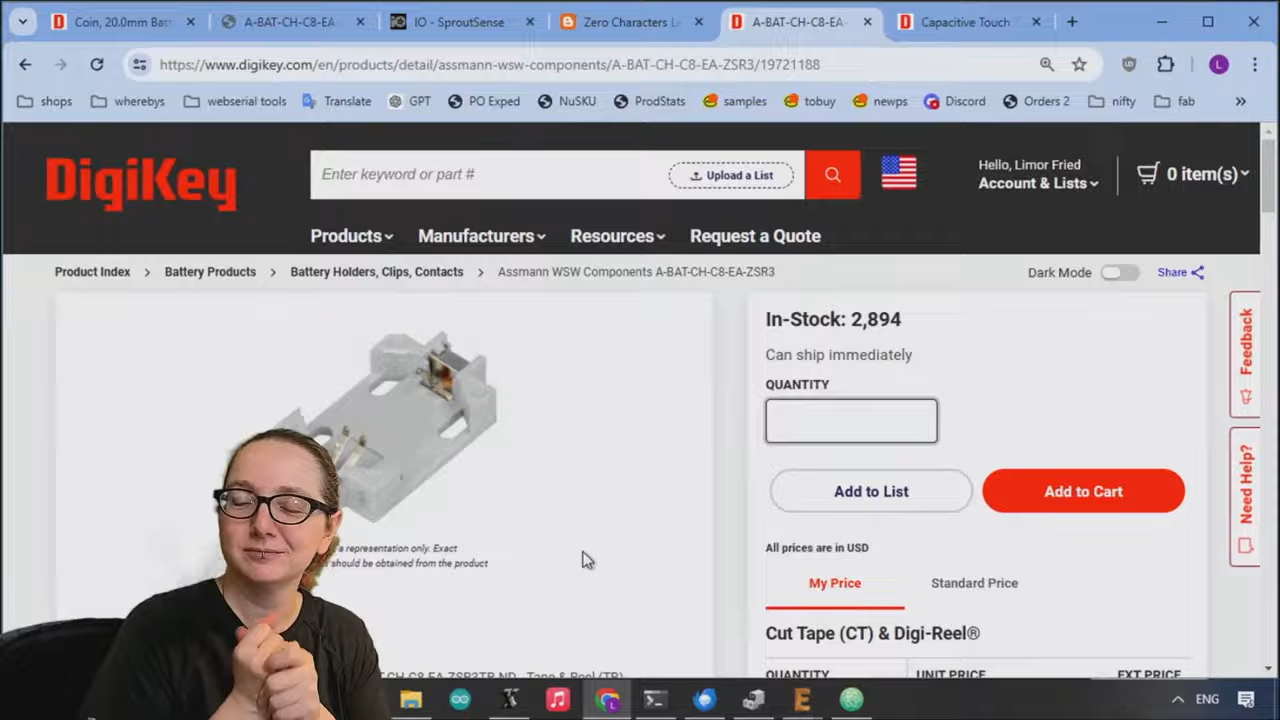 Coin, 20.0mm Bat
A-BAT-CH-C8-EA
IO - SproutSense
Zero Characters L
A-BAT-CH-C8-EA-
Capacitive Touch
https://www.digikey.com/en/products/detail/assmann-wsw-components/A-BAT-CH-C8-EA-ZSR3/19721188
L
shops
wherebys
webserial tools
Translate
GPT
PO Exped
NuSKU
ProdStats
samples
tobuy
newps
Discord
Orders 2
nifty
fab
DigiKey
Enter keyword or part #
Upload a List
Hello, Limor Fried
Account & Lists
0 item(s)
Products
Manufacturers
Resources
Request a Quote
Product Index > Battery Products > Battery Holders, Clips, Contacts > Assmann WSW Components A-BAT-CH-C8-EA-ZSR3
Dark Mode
Share
In-Stock: 2,894
Can ship immediately
QUANTITY
Add to List
Add to Cart
All prices are in USD
My Price
Standard Price
Cut Tape (CT) & Digi-Reel®
QUANTITY
UNIT PRICE
EXT PRICE
a representation only. Exact
should be obtained from the product
Feedback
Need Help?
ENG